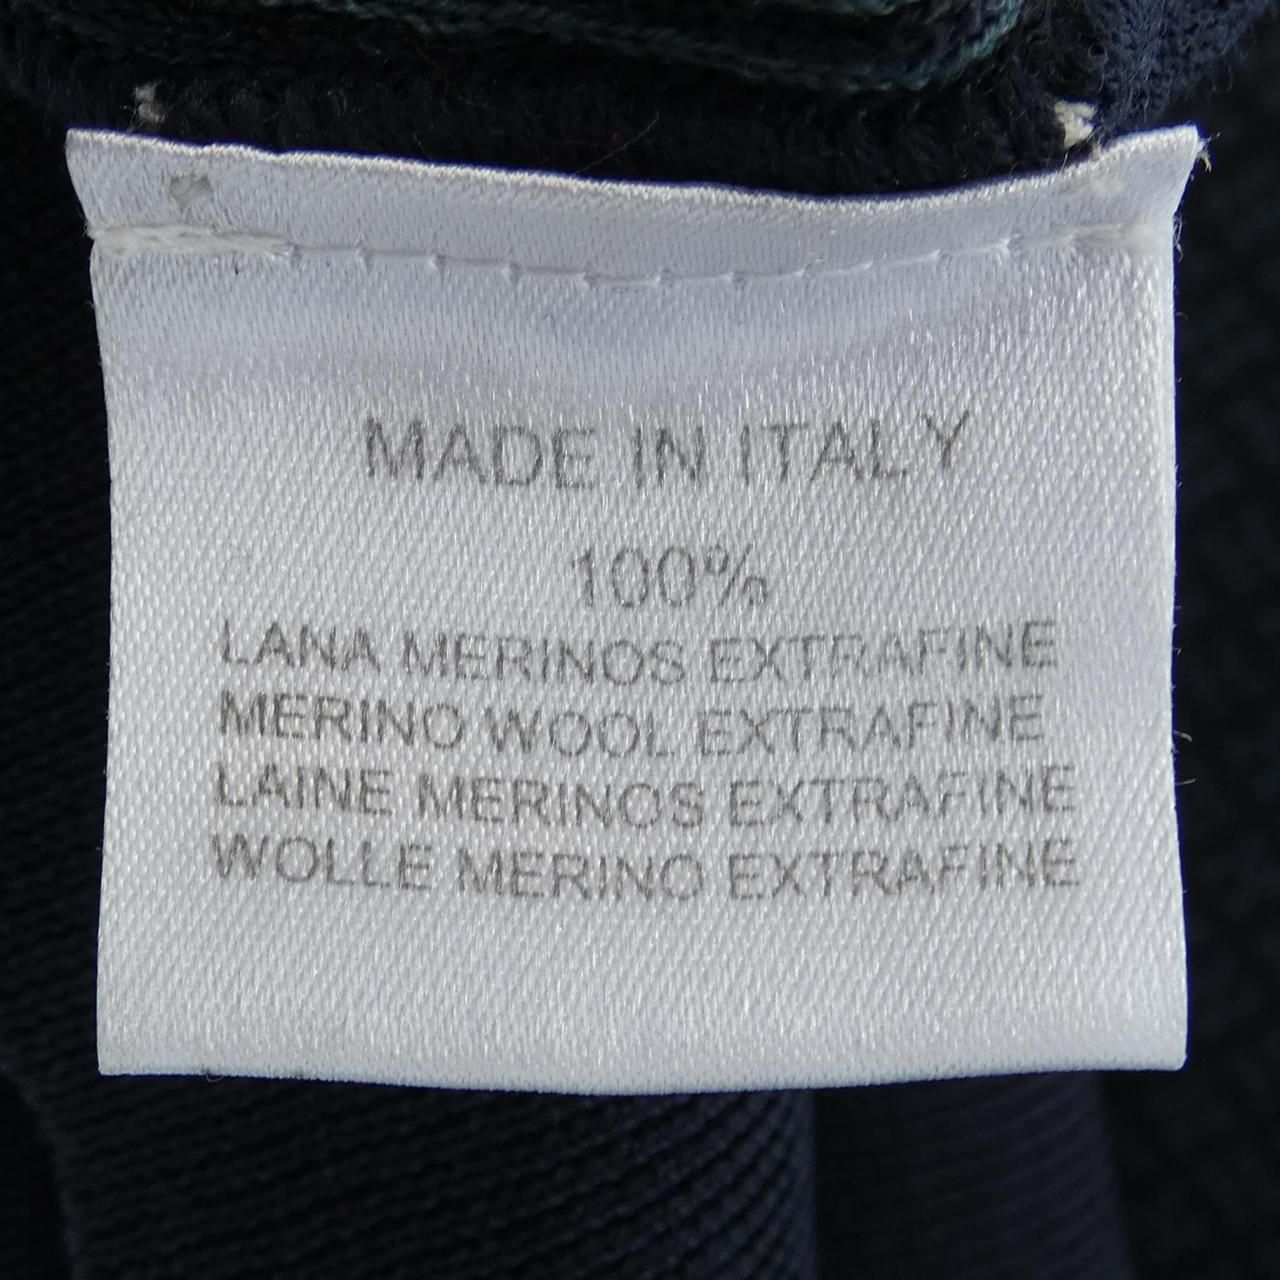 MADE IN ITALY
100%
LANA MERINOS EXTRAFINE
MERINO WOOL EXTRAFINE
LAINE MERINOS EXTRAFINE
WOLLE MERINO EXTRAFINE